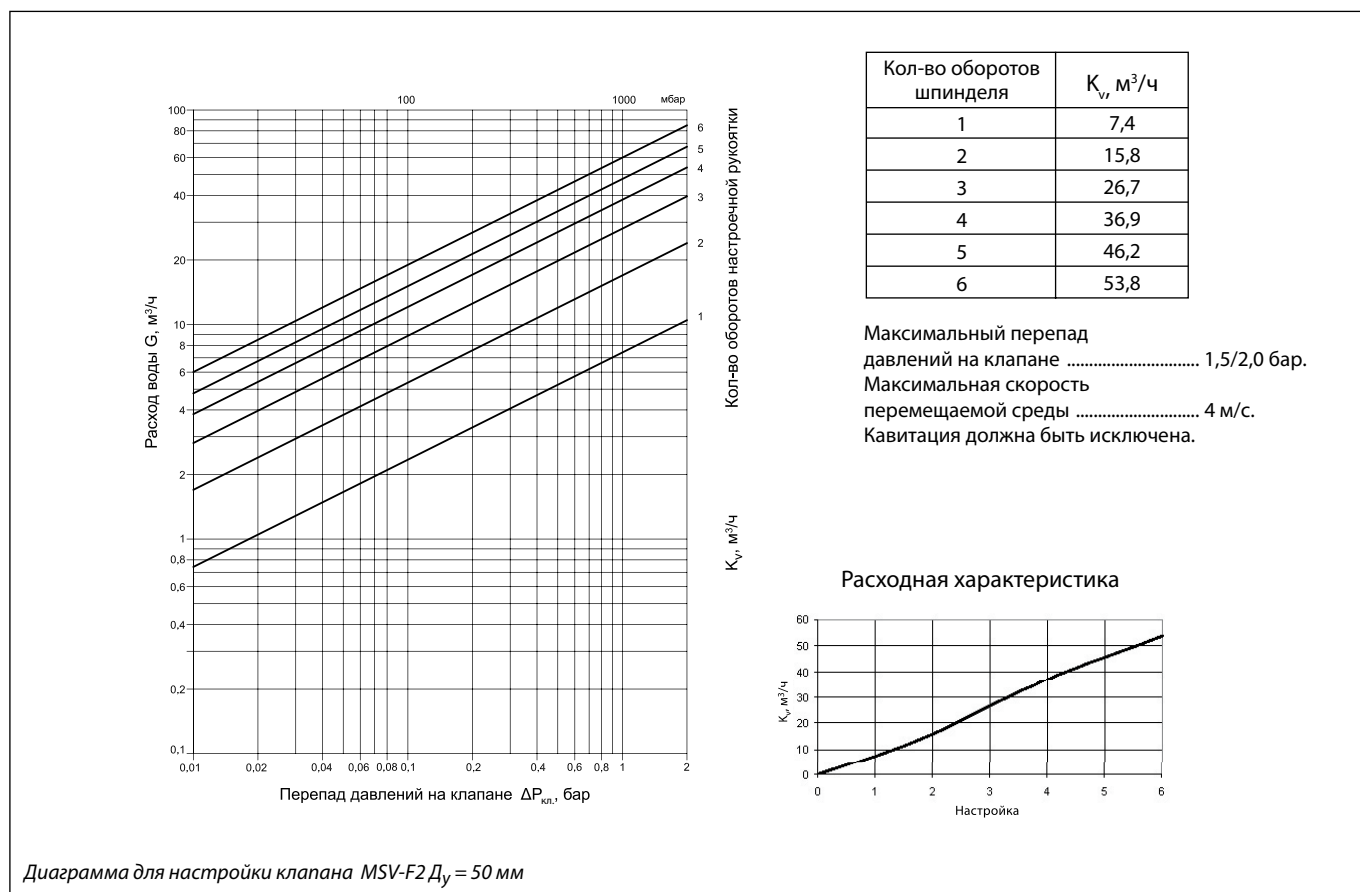 100
1000
мбар
100
80
60
40
20
10
8
6
4
2
1
0,8
0,6
0,4
0,2
0,1
0,01
0,02
0,04
0,06
0,08
0,1
0,2
0,4
0,6
0,8
1
2
6
5
4
3
2
1
Расход воды G, м³/ч
Перепад давлений на клапане ΔPкл., бар
Кол-во оборотов настроечной рукоятки
Kv, м³/ч
Кол-во оборотов шпинделя
Kv, м³/ч
1 7,4
2 15,8
3 26,7
4 36,9
5 46,2
6 53,8
Максимальный перепад
давлений на клапане .............................. 1,5/2,0 бар.
Максимальная скорость
перемещаемой среды ............................ 4 м/с.
Кавитация должна быть исключена.
Расходная характеристика
60
50
40
30
20
10
0
Kv, м³/ч
0 1 2 3 4 5 6
Настройка
Диаграмма для настройки клапана MSV-F2 Ду = 50 мм